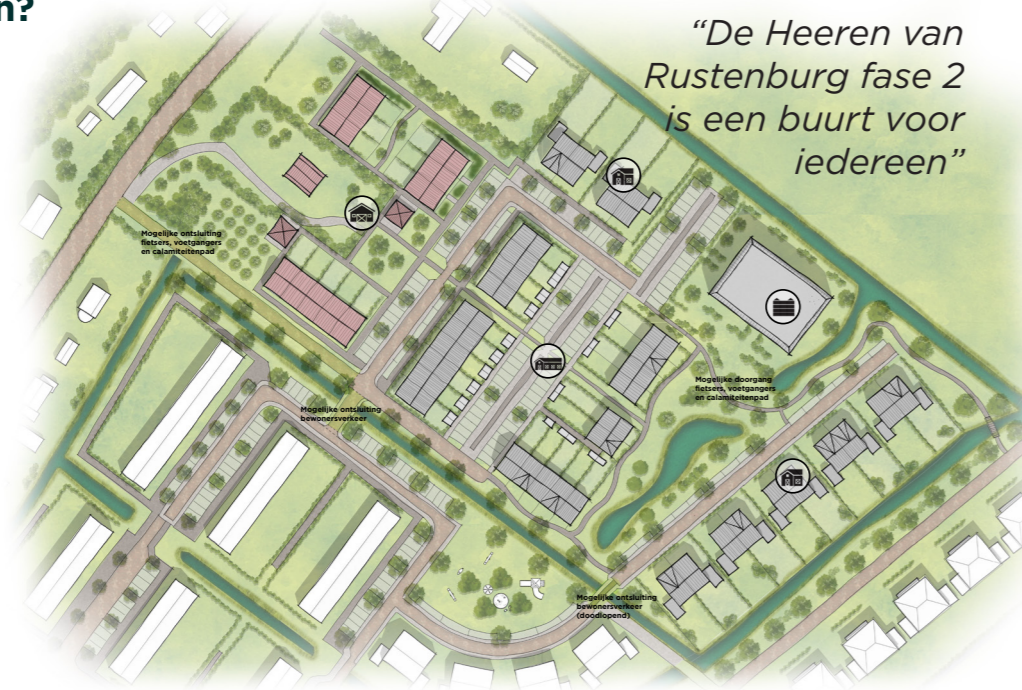 n?
“De Heeren van
Rustenburg fase 2
is een buurt voor
iedereen”
Mogelijke ontsluiting
fietsers, voetgangers
en calamiteitenpad
Mogelijke doorgang
fietsers, voetgangers
en calamiteitenpad
Mogelijke ontsluiting
bewonersverkeer
Mogelijke ontsluiting
bewonersverkeer
(doodlopend)